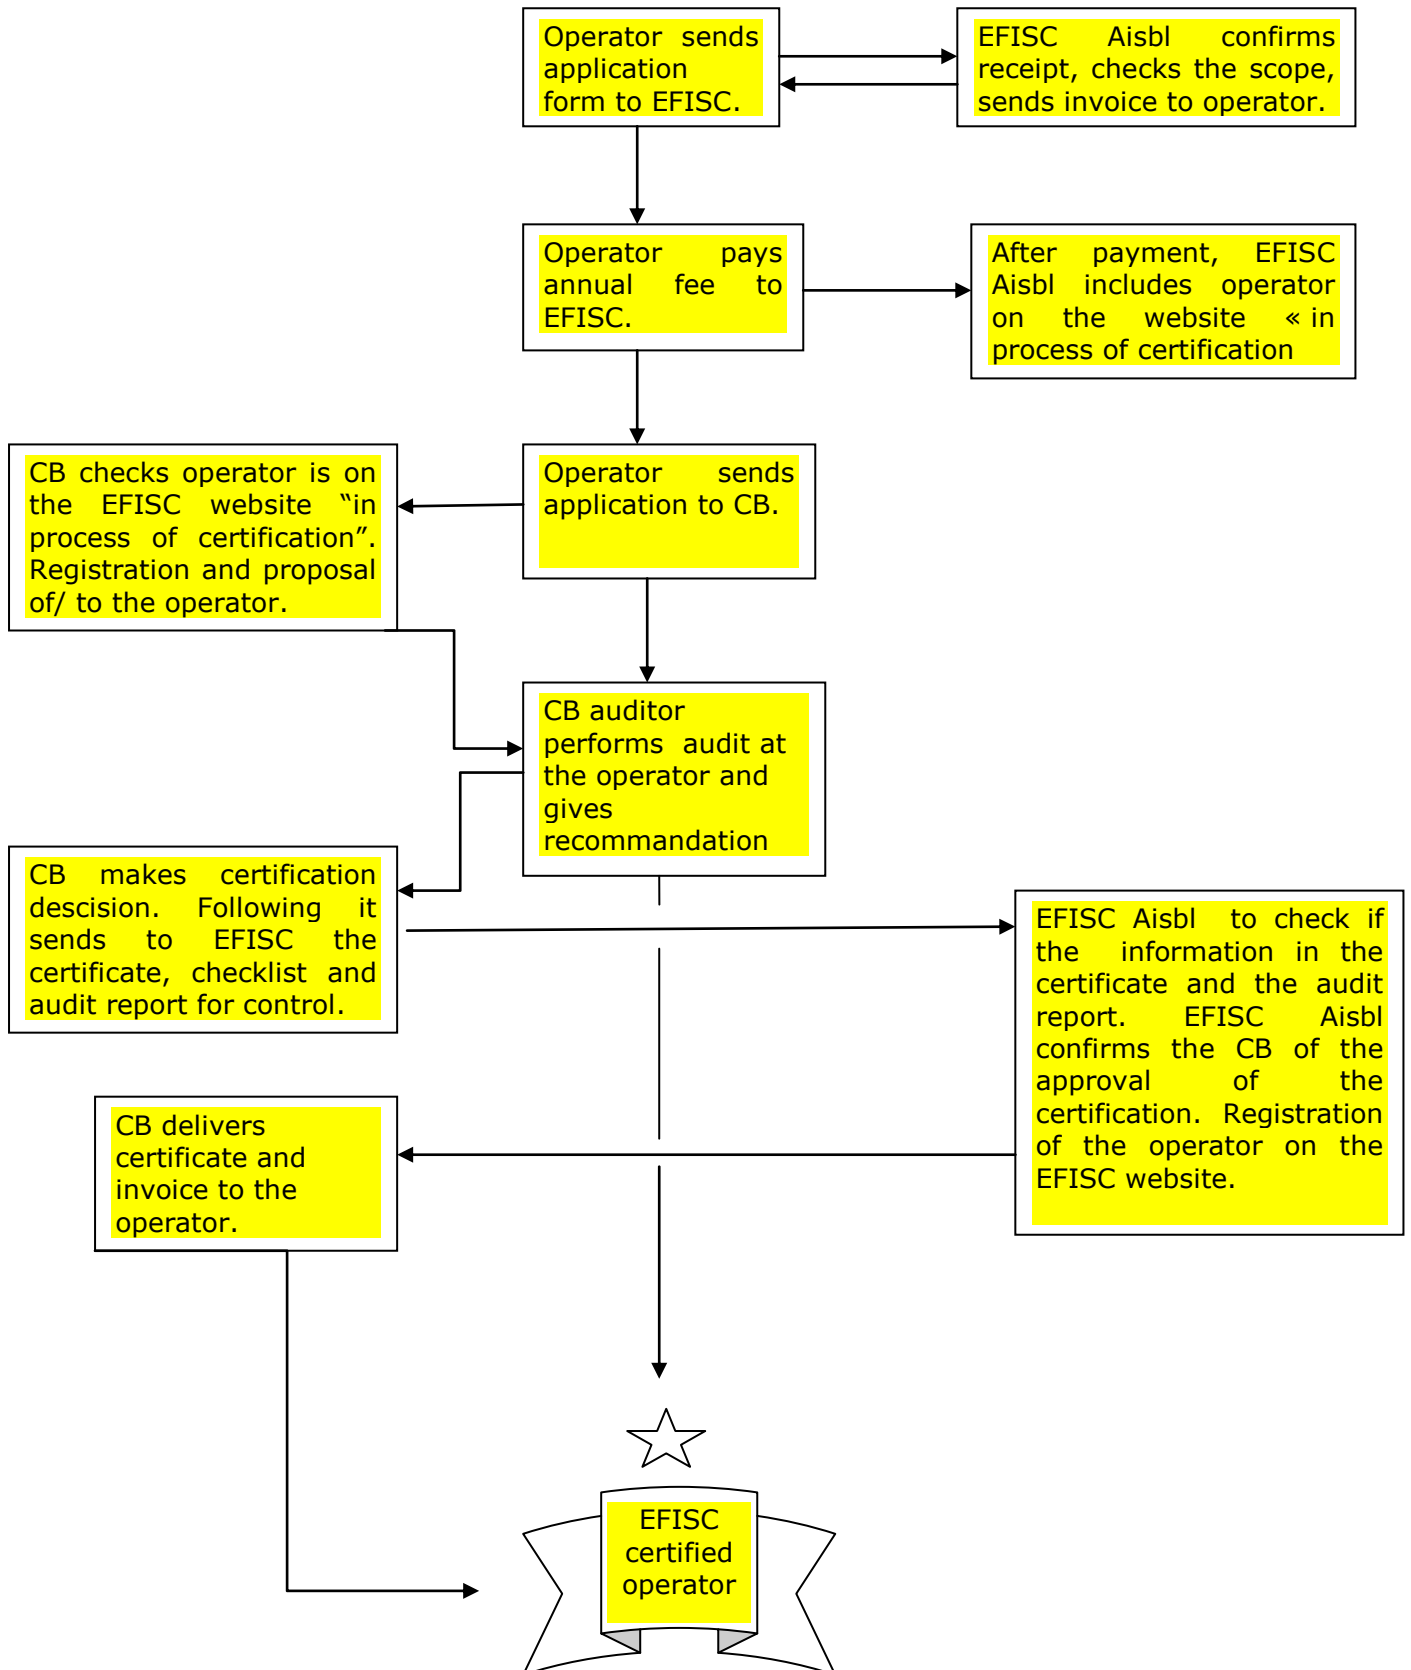 Operator sends
application
form to EFISC.
EFISC Aisbl confirms
receipt, checks the scope,
sends invoice to operator.
Operator pays
annual fee to
EFISC.
After payment, EFISC
Aisbl includes operator
on the website « in
process of certification
CB checks operator is on
the EFISC website “in
process of certification”.
Registration and proposal
of/ to the operator.
Operator sends
application to CB.
CB auditor
performs audit at
the operator and
gives
recommandation
CB makes certification
descision. Following it
sends to EFISC the
certificate, checklist and
audit report for control.
EFISC Aisbl to check if
the information in the
certificate and the audit
report. EFISC Aisbl
confirms the CB of the
approval of the
certification. Registration
of the operator on the
EFISC website.
CB delivers
certificate and
invoice to the
operator.
EFISC
certified
operator